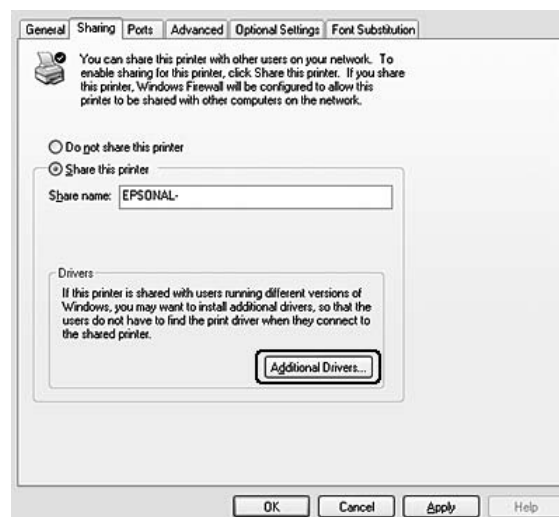 General Sharing Ports Advanced Optional Settings Font Substitution
You can share this printer with other users on your network. To
enable sharing for this printer, click Share this printer. If you share
this printer, Windows Firewall will be configured to allow this
printer to be shared with other computers on the network.
Do not share this printer
Share this printer
Share name: EPSONAL-
Drivers
If this printer is shared with users running different versions of
Windows, you may want to install additional drivers, so that the
users do not have to find the print driver when they connect to
the shared printer.
Additional Drivers...
OK Cancel Apply Help